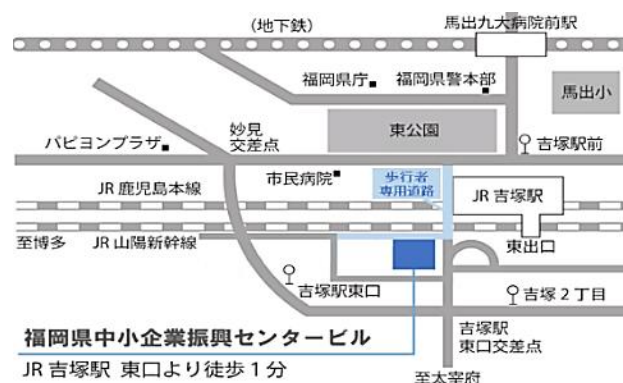 (地下鉄)
馬出九大病院前駅
福岡県庁
福岡県警本部
馬出小
東公園
妙見
交差点
パピヨンプラザ
吉塚駅前
市民病院
歩行者
専用道路
JR 鹿児島本線
JR 吉塚駅
至博多
JR 山陽新幹線
東出口
吉塚駅東口
吉塚2丁目
福岡県中小企業振興センタービル
JR 吉塚駅 東口より徒歩1分
吉塚駅
東口交差点
至太宰府